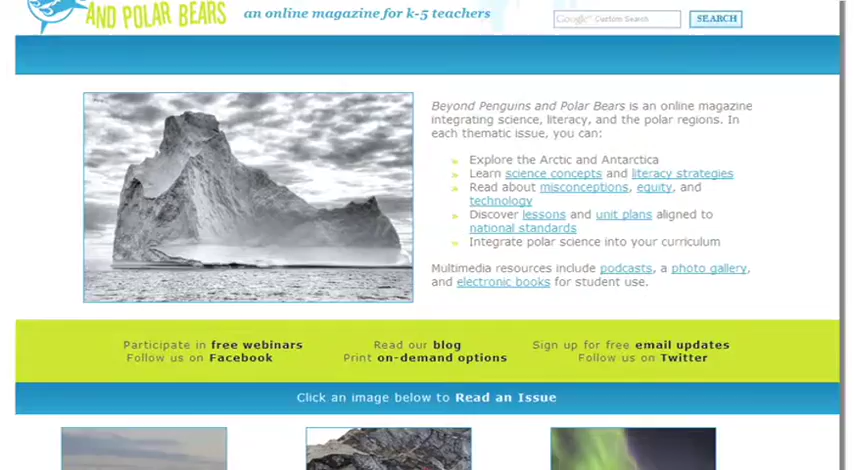 AND POLAR BEARS
an online magazine for k-5 teachers
Google™ Custom Search
SEARCH
Beyond Penguins and Polar Bears is an online magazine
integrating science, literacy, and the polar regions. In
each thematic issue, you can:
Explore the Arctic and Antarctica
Learn science concepts and literacy strategies
Read about misconceptions, equity, and
technology
Discover lessons and unit plans aligned to
national standards
Integrate polar science into your curriculum
Multimedia resources include podcasts, a photo gallery,
and electronic books for student use.
Participate in free webinars
Follow us on Facebook
Read our blog
Print on-demand options
Sign up for free email updates
Follow us on Twitter
Click an image below to Read an Issue